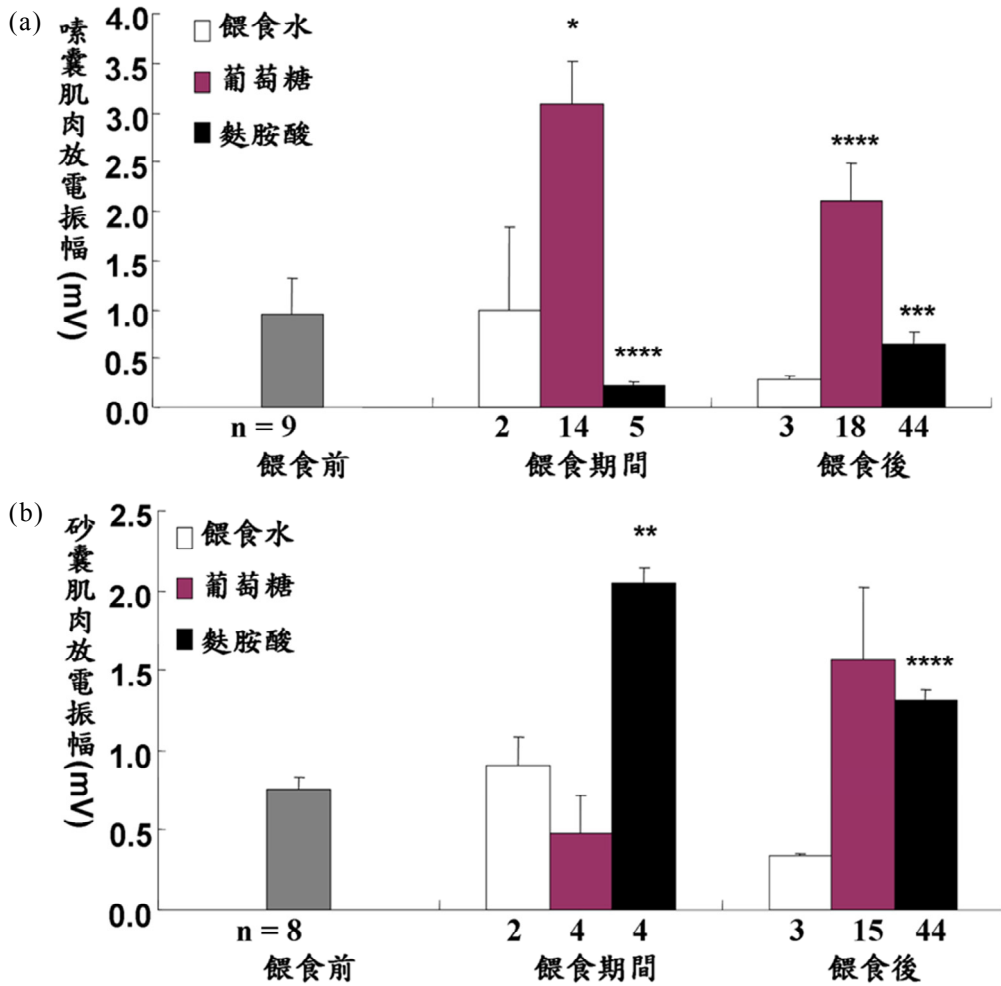 (a)
嗉囊肌肉放電振幅 (mV)
4.0
3.5
3.0
2.5
2.0
1.5
1.0
0.5
0.0
餵食水
葡萄糖
麩胺酸
*
****
****
***
n = 9
2
14
5
3
18
44
餵食前
餵食期間
餵食後
(b)
砂囊肌肉放電振幅(mV)
2.5
2.0
1.5
1.0
0.5
0.0
餵食水
葡萄糖
麩胺酸
**
****
n = 8
2
4
4
3
15
44
餵食前
餵食期間
餵食後